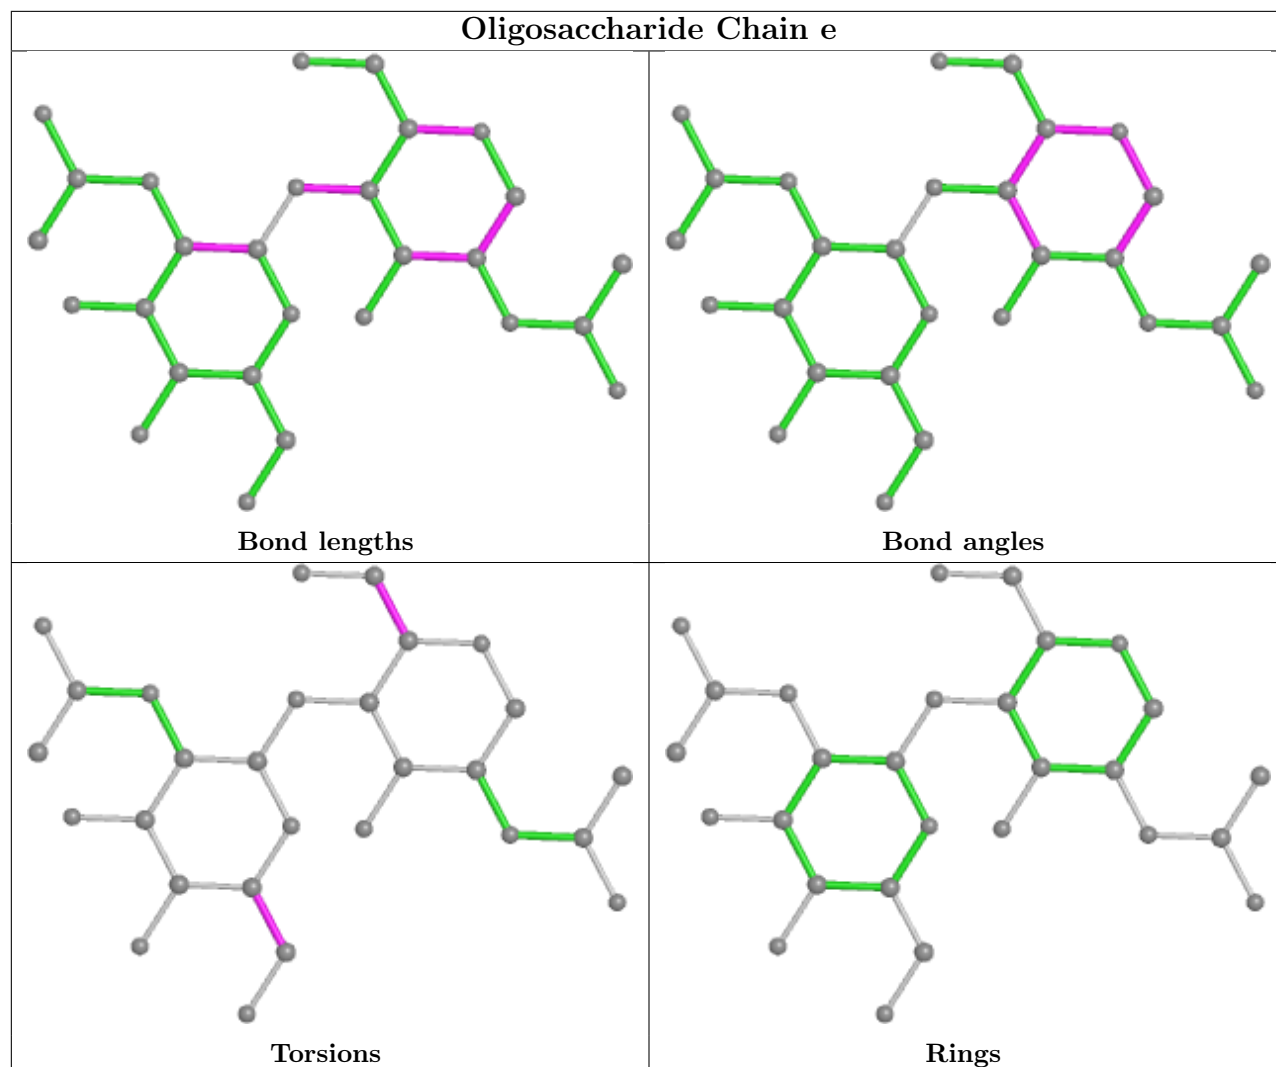 Oligosaccharide Chain e
Bond lengths
Bond angles
Torsions
Rings